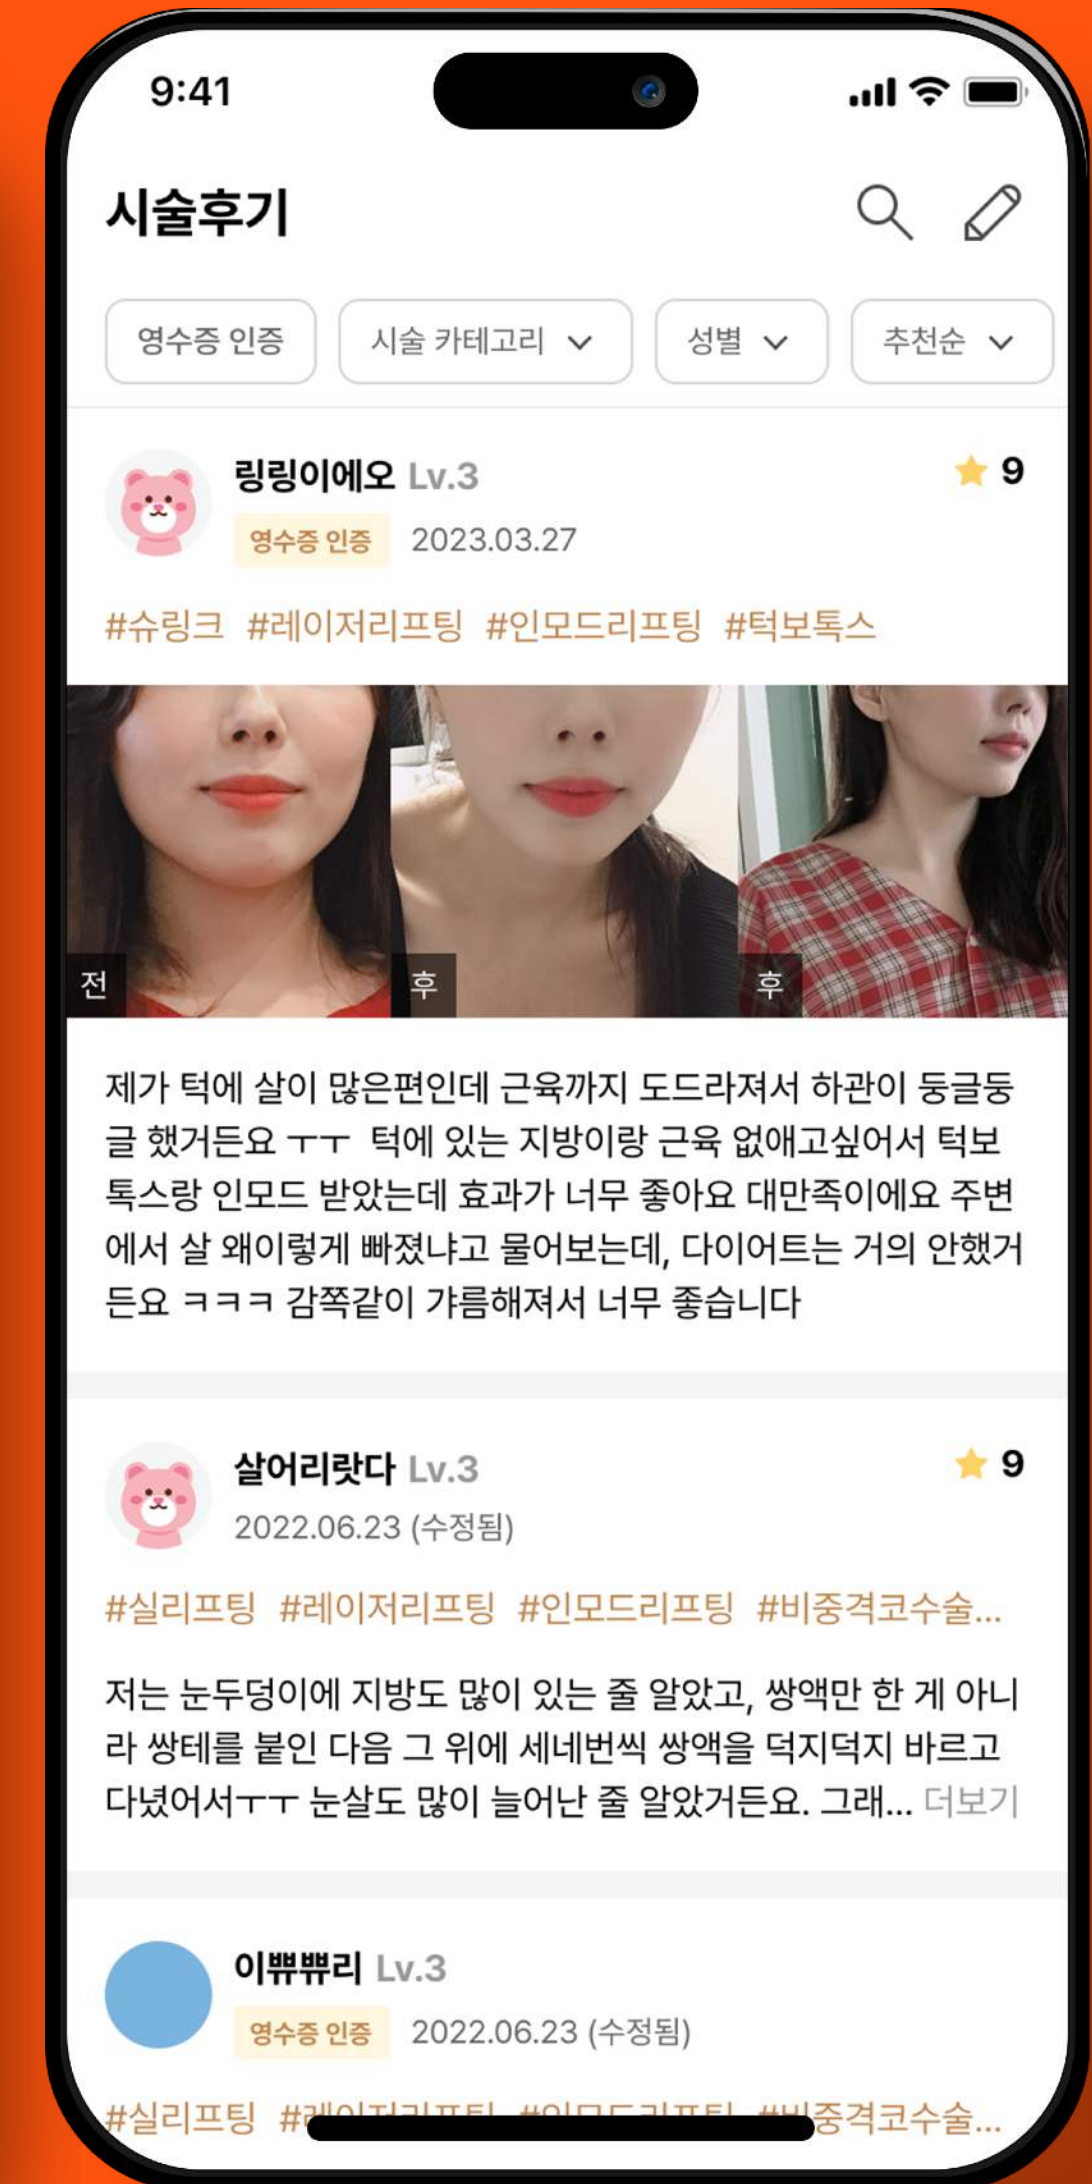 9:41
시술후기
영수증 인증 시술 카테고리 성별 추천순
링링이에오 Lv.3 9
영수증 인증 2023.03.27
#슈링크 #레이저리프팅 #인모드리프팅 #턱보톡스
전 후 후
제가 턱에 살이 많은편인데 근육까지 도드라져서 하관이 둥글둥
글 했거든요 ㅜㅜ 턱에 있는 지방이랑 근육 없애고싶어서 턱보
톡스랑 인모드 받았는데 효과가 너무 좋아요 대만족이에요 주변
에서 살 왜이렇게 빠졌냐고 물어보는데, 다이어트는 거의 안했거
든요 ㅋㅋㅋ 감쪽같이 갸름해져서 너무 좋습니다
살어리랏다 Lv.3 9
2022.06.23 (수정됨)
#실리프팅 #레이저리프팅 #인모드리프팅 #비중격코수술...
저는 눈두덩이에 지방도 많이 있는 줄 알았고, 쌍액만 한 게 아니
라 쌍테를 붙인 다음 그 위에 세네번씩 쌍액을 덕지덕지 바르고
다녔어서ㅜㅜ 눈살도 많이 늘어난 줄 알았거든요. 그래... 더보기
이쀼쀼리 Lv.3
영수증 인증 2022.06.23 (수정됨)
#실리프팅 #레이저리프팅 #인모드리프팅 #비중격코수술...